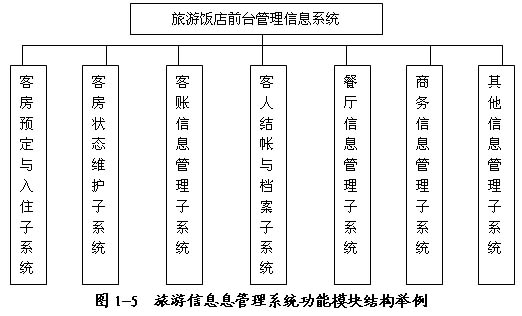 旅游饭店前台管理信息系统
客房预定与入住子系统
客房状态维护子系统
客账信息管理子系统
客人结帐与档案子系统
餐厅信息管理子系统
商务信息管理子系统
其他信息管理子系统
图1—5 旅游信息息管理系统功能模块结构举例